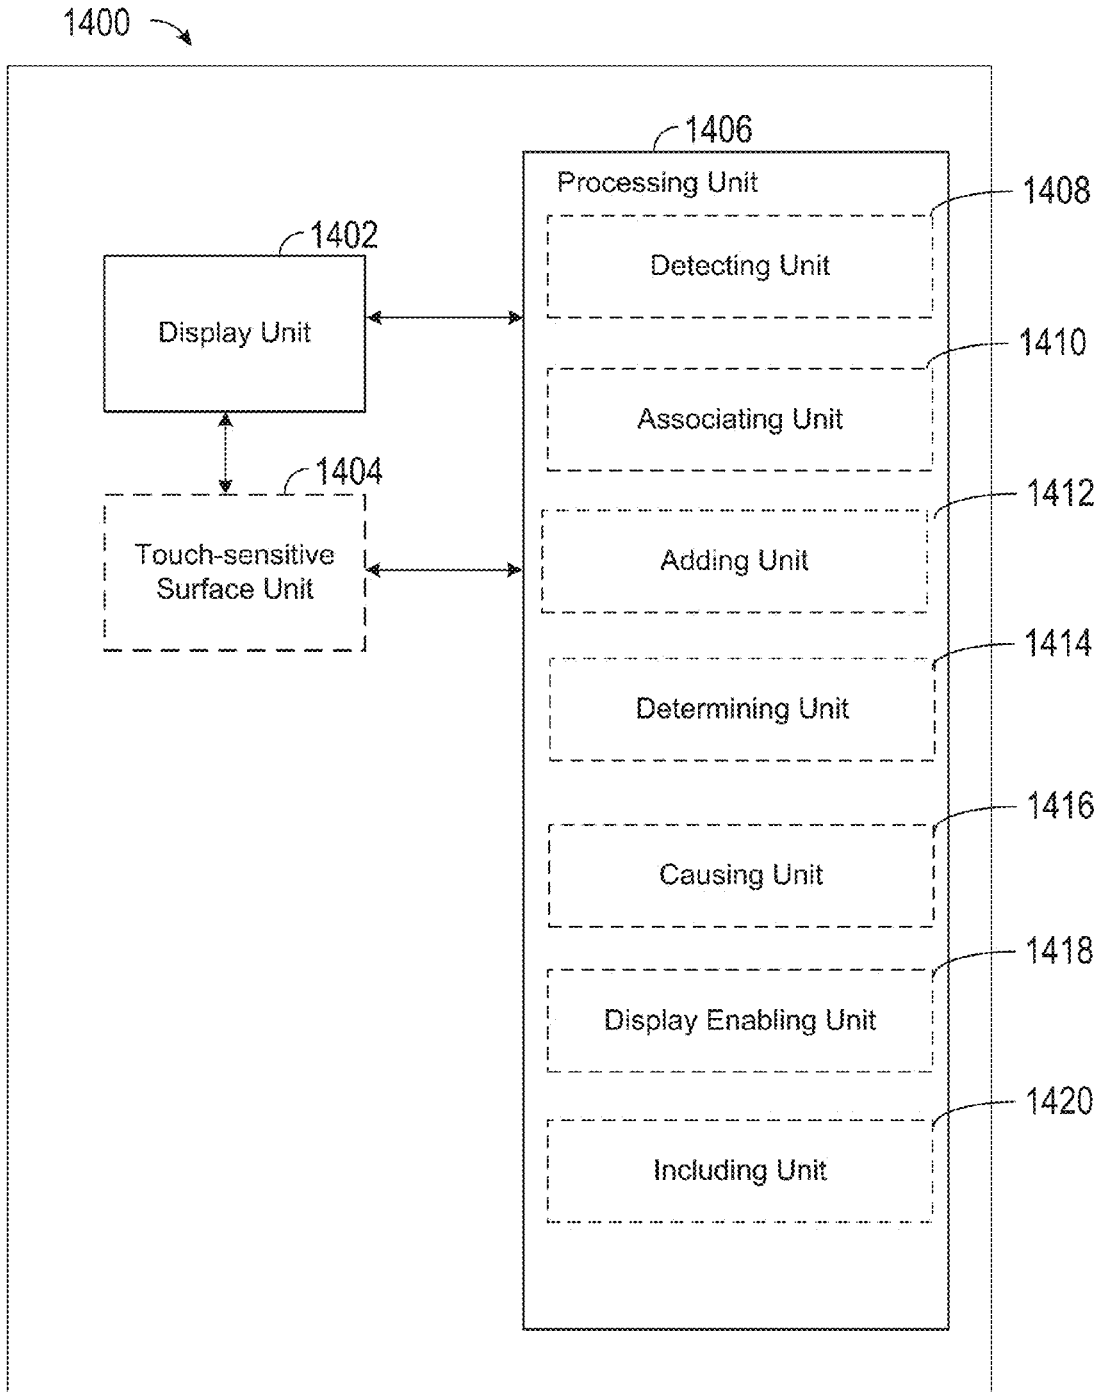 1400
1406
Processing Unit
1408
Detecting Unit
1402
Display Unit
1410
Associating Unit
1404
Touch-sensitive
Surface Unit
1412
Adding Unit
1414
Determining Unit
1416
Causing Unit
1418
Display Enabling Unit
1420
Including Unit